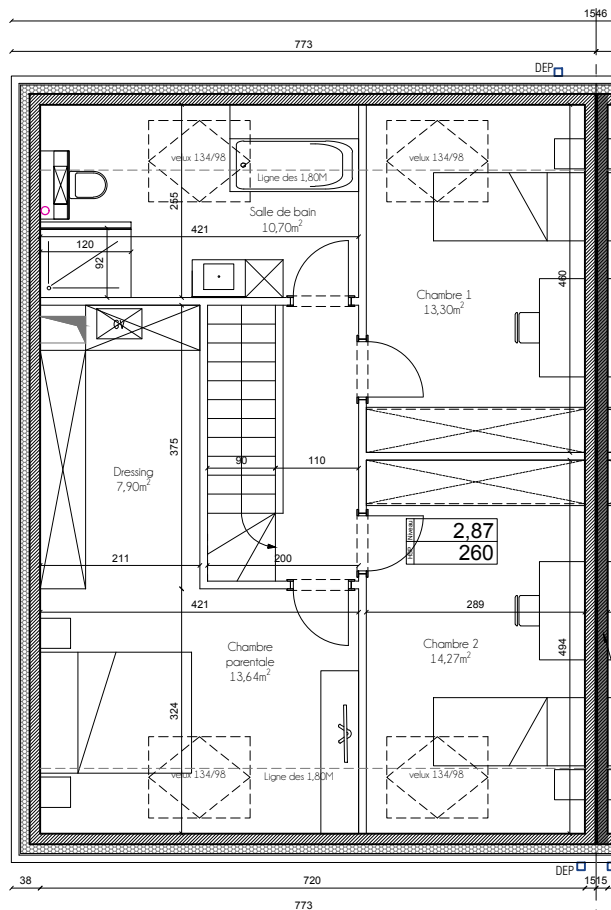 1546
773
DEP
velux 134/98
velux 134/98
Ligne des 1,80M
255
Salle de bain
10,70m²
421
120
92
460
Chambre 1
13,30m²
GV
375
90
110
Dressing
7,90m²
Niveau
2,87
HSP
260
211
200
421
289
Chambre
parentale
13,64m²
Chambre 2
14,27m²
494
324
velux 134/98
Ligne des 1,80M
velux 134/98
DEP
38
720
1515
773